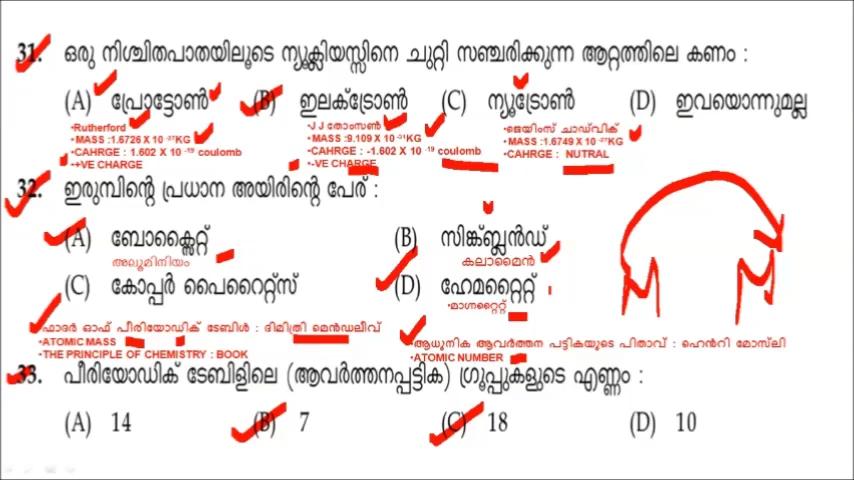 31. ഒരു നിശ്ചിതപാതയിലൂടെ ന്യൂക്ലിയസ്സിനെ ചുറ്റി സഞ്ചരിക്കുന്ന ആറ്റത്തിലെ കണം :
(A) പ്രോട്ടോൺ (B) ഇലക്ട്രോൺ (C) ന്യൂട്രോൺ (D) ഇവയൊന്നുമല്ല
•Rutherford •J J തോംസൺ •ജെയിംസ് ചാഡ്‌വിക്
•MASS :1.6726 X 10 -27KG •MASS :9.109 X 10 -31KG •MASS :1.6749 X 10 -27KG
•CAHRGE : 1.602 X 10 -19 coulomb •CAHRGE : -1.602 X 10 -19 coulomb •CAHRGE : NUTRAL
•+VE CHARGE •-VE CHARGE
32. ഇരുമ്പിന്റെ പ്രധാന അയിരിന്റെ പേര് :
(A) ബോക്സൈറ്റ് (B) സിങ്ക്ബ്ലൻഡ്
അലൂമിനിയം കലാമൈൻ
(C) കോപ്പർ പൈറൈറ്റ്സ് (D) ഹേമറ്റൈറ്റ്
•മാഗ്നറ്റൈറ്റ്
•ഫാദർ ഓഫ് പീരിയോഡിക് ടേബിൾ : ദിമിത്രി മെൻഡലീവ്
•ATOMIC MASS
•THE PRINCIPLE OF CHEMISTRY : BOOK
•ആധുനിക ആവർത്തന പട്ടികയുടെ പിതാവ് : ഹെൻറി മോസ്‌ലി
•ATOMIC NUMBER
33. പീരിയോഡിക് ടേബിളിലെ (ആവർത്തനപ്പട്ടിക) ഗ്രൂപ്പുകളുടെ എണ്ണം :
(A) 14 (B) 7 (C) 18 (D) 10